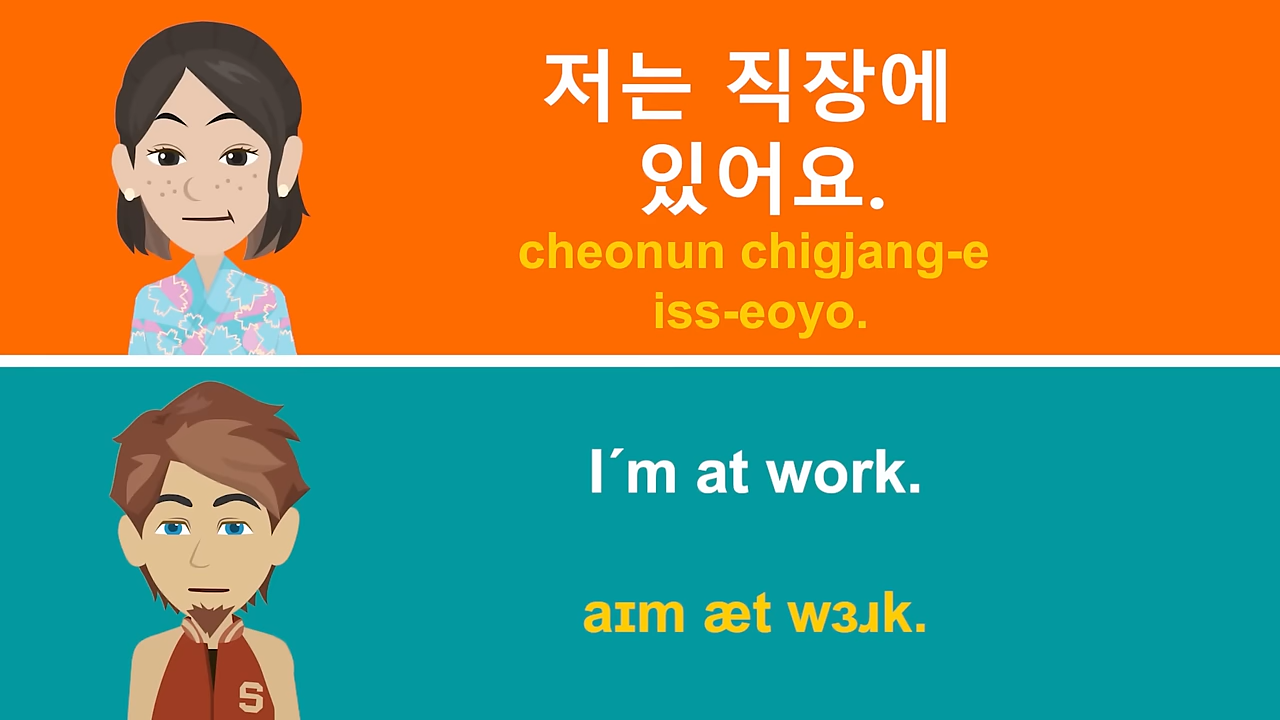 저는 직장에
있어요.
cheonun chigjang-e
iss-eoyo.
I´m at work.
aɪm æt wɜɹk.
S